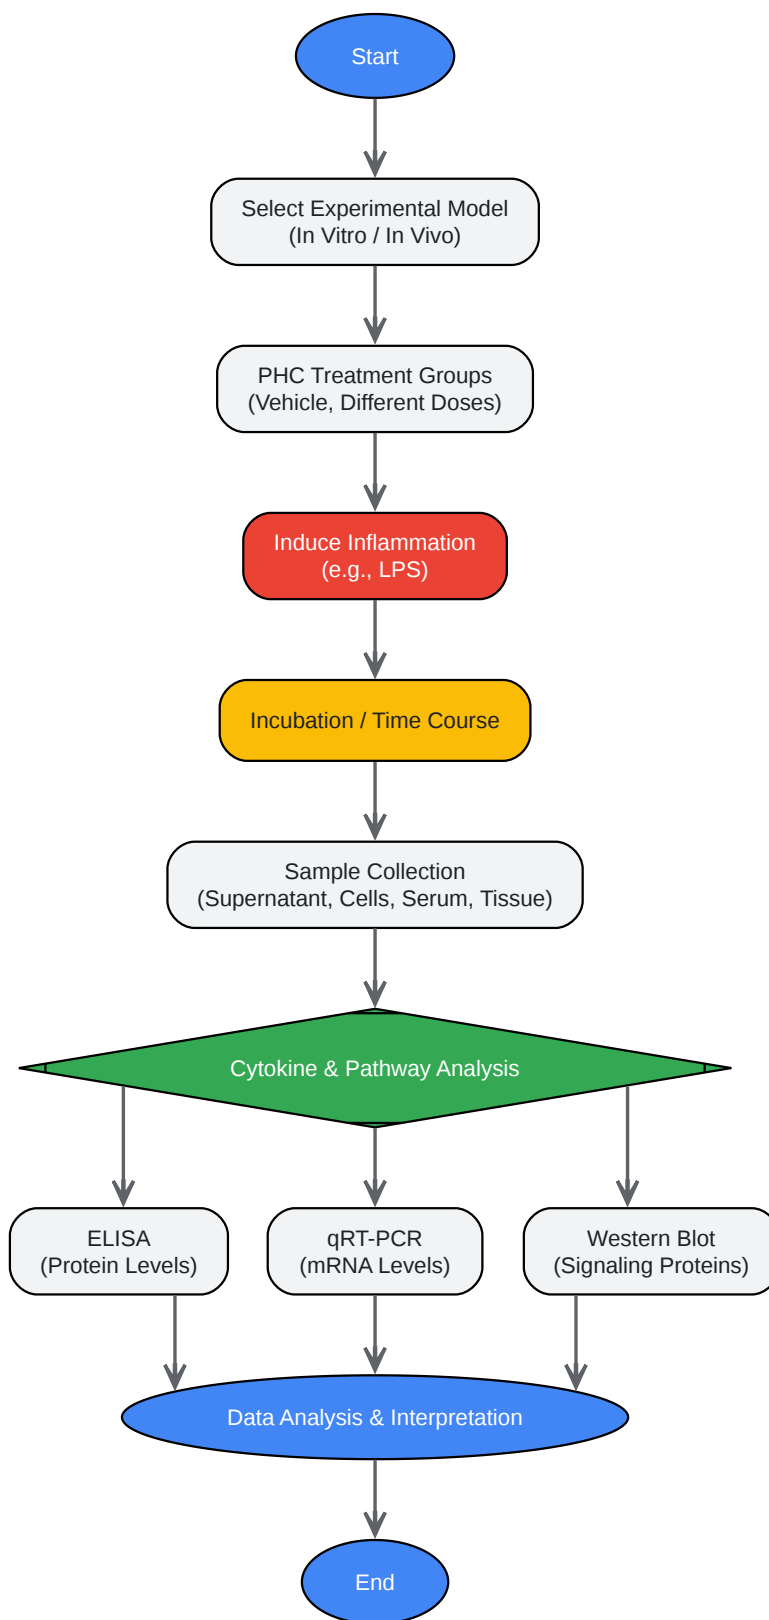 Start
Select Experimental Model
(In Vitro / In Vivo)
PHC Treatment Groups
(Vehicle, Different Doses)
Induce Inflammation
(e.g., LPS)
Incubation / Time Course
Sample Collection
(Supernatant, Cells, Serum, Tissue)
Cytokine & Pathway Analysis
ELISA
(Protein Levels)
qRT-PCR
(mRNA Levels)
Western Blot
(Signaling Proteins)
Data Analysis & Interpretation
End